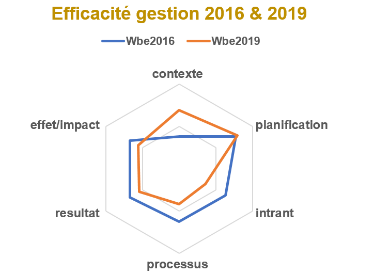 Efficacité gestion 2016 & 2019
Wbe2016 Wbe2019
contexte
effet/impact planification
resultat intrant
processus